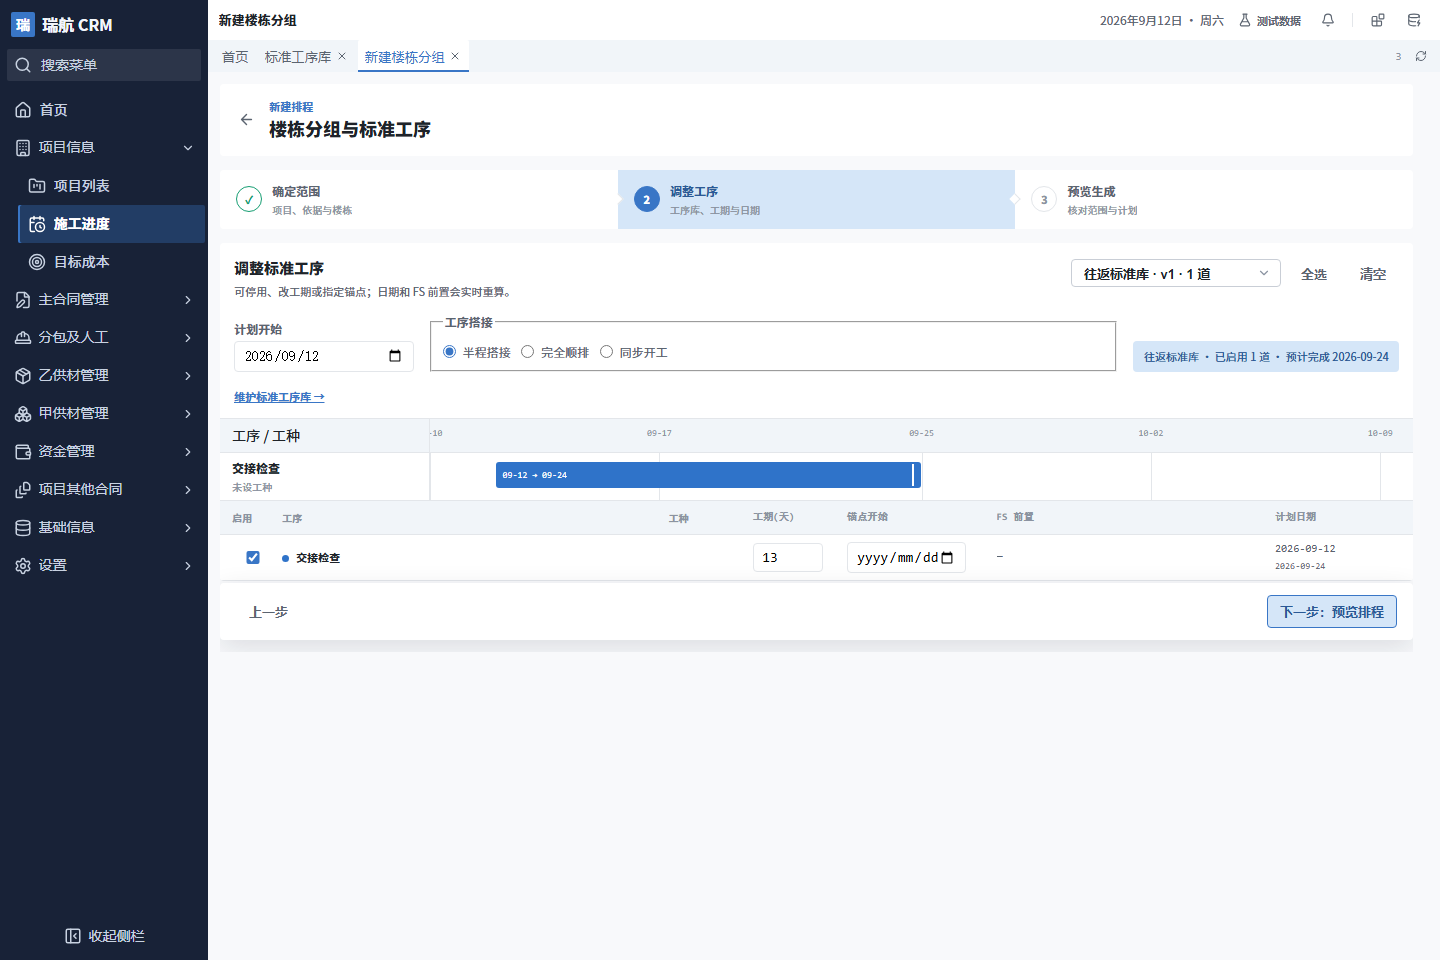 瑞 瑞航 CRM
搜索菜单
首页
项目信息
项目列表
施工进度
目标成本
主合同管理
分包及人工
乙供材管理
甲供材管理
资金管理
项目其他合同
基础信息
设置
收起侧栏
新建楼栋分组
2026年9月12日 · 周六 测试数据
首页 标准工序库 新建楼栋分组
3
新建排程
楼栋分组与标准工序
确定范围
项目、依据与楼栋
2 调整工序
工序库、工期与日期
3 预览生成
核对范围与计划
调整标准工序
可停用、改工期或指定锚点；日期和 FS 前置会实时重算。
往返标准库 · v1 · 1 道 全选 清空
计划开始
2026/09/12
工序搭接
半程搭接 完全顺排 同步开工
往返标准库 · 已启用 1 道 · 预计完成 2026-09-24
维护标准工序库 →
工序 / 工种 -10 09-17 09-25 10-02 10-09
交接检查
未设工种
09-12 → 09-24
启用 工序 工种 工期(天) 锚点开始 FS 前置 计划日期
交接检查 13 yyyy/mm/dd — 2026-09-12
2026-09-24
上一步 下一步：预览排程